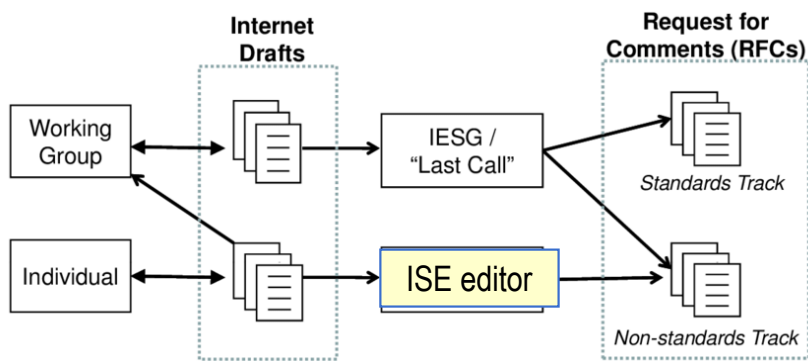 Internet
Drafts
Request for
Comments (RFCs)
Working
Group
IESG /
“Last Call”
Standards Track
Individual
ISE editor
Non-standards Track